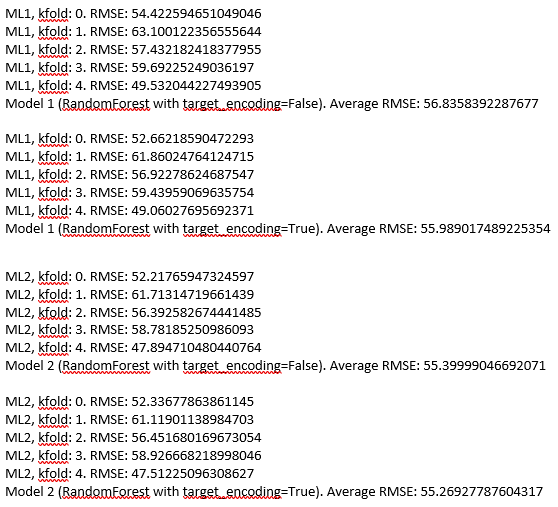 ML1, kfold: 0. RMSE: 54.422594651049046
ML1, kfold: 1. RMSE: 63.100122356555644
ML1, kfold: 2. RMSE: 57.432182418377955
ML1, kfold: 3. RMSE: 59.69225249036197
ML1, kfold: 4. RMSE: 49.532044227493905
Model 1 (RandomForest with target_encoding=False). Average RMSE: 56.8358392287677
ML1, kfold: 0. RMSE: 52.66218590472293
ML1, kfold: 1. RMSE: 61.86024764124715
ML1, kfold: 2. RMSE: 56.92278624687547
ML1, kfold: 3. RMSE: 59.43959069635754
ML1, kfold: 4. RMSE: 49.06027695692371
Model 1 (RandomForest with target_encoding=True). Average RMSE: 55.989017489225354
ML2, kfold: 0. RMSE: 52.21765947324597
ML2, kfold: 1. RMSE: 61.71314719661439
ML2, kfold: 2. RMSE: 56.392582674441485
ML2, kfold: 3. RMSE: 58.78185250986093
ML2, kfold: 4. RMSE: 47.894710480440764
Model 2 (RandomForest with target_encoding=False). Average RMSE: 55.39999046692071
ML2, kfold: 0. RMSE: 52.33677863861145
ML2, kfold: 1. RMSE: 61.11901138984703
ML2, kfold: 2. RMSE: 56.451680169673054
ML2, kfold: 3. RMSE: 58.926668218998046
ML2, kfold: 4. RMSE: 47.51225096308627
Model 2 (RandomForest with target_encoding=True). Average RMSE: 55.26927787604317